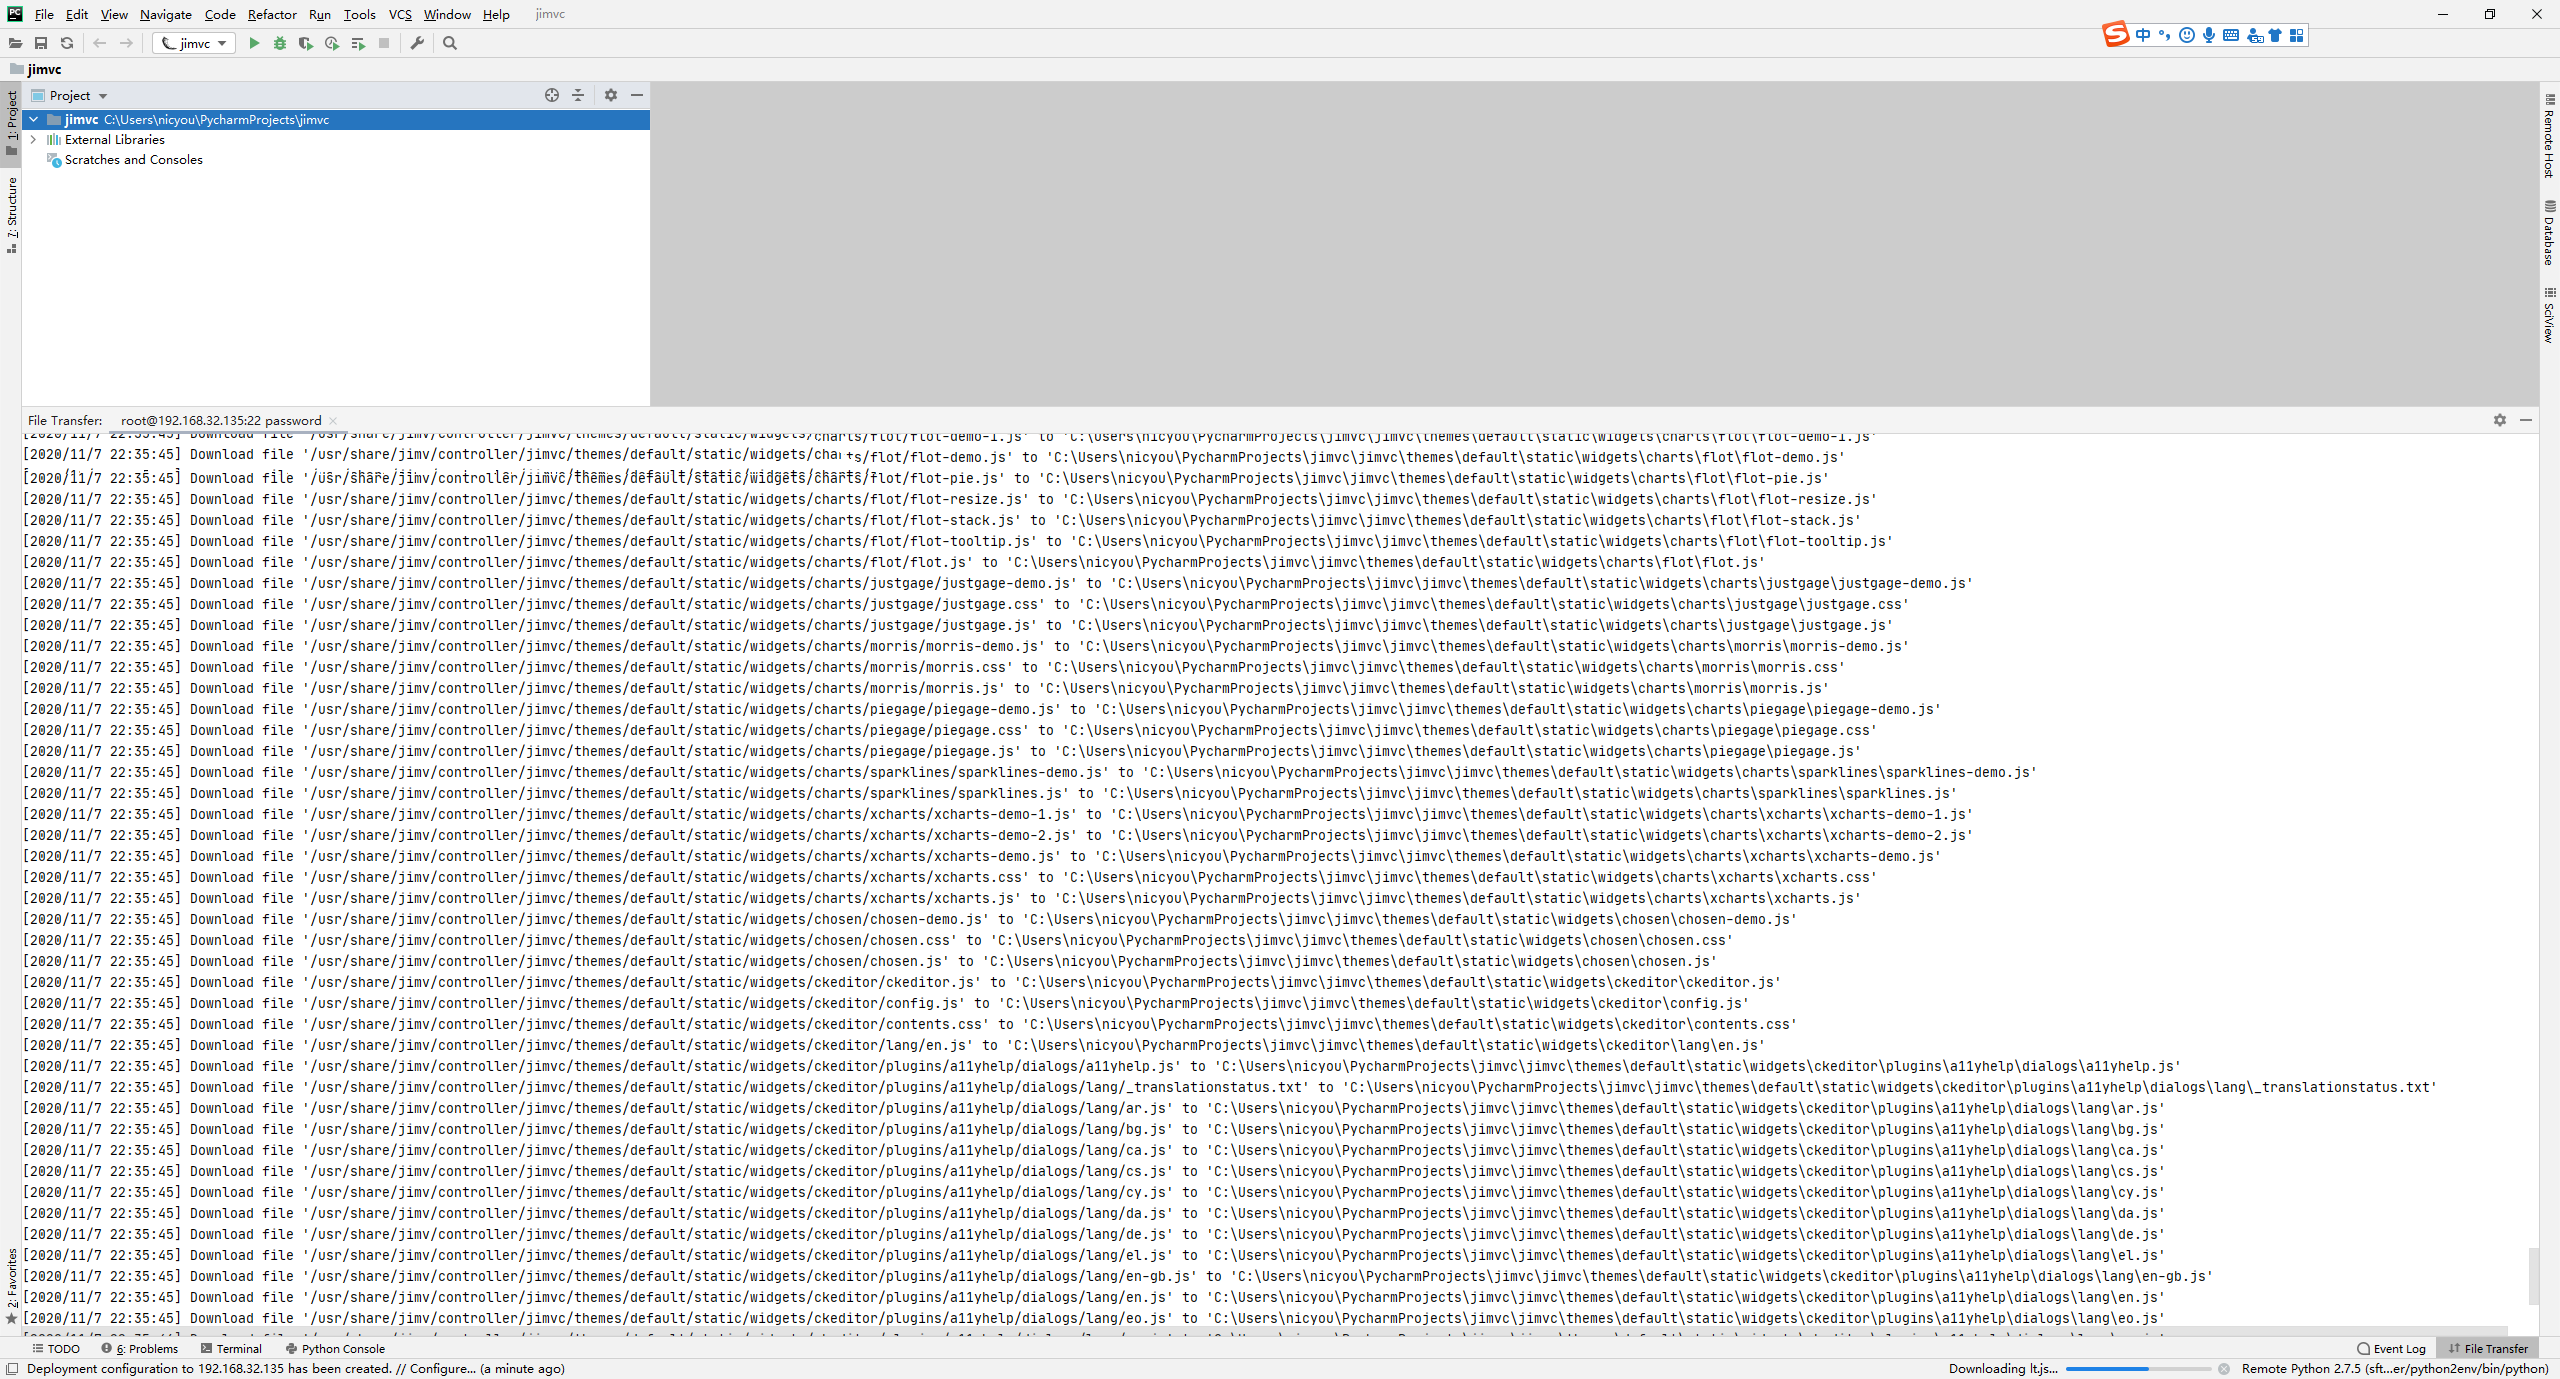 File Edit View Navigate Code Refactor Run Tools VCS Window Help jimvc
jimvc
中
jimvc
Project
1: Project
7: Structure
2: Favorites
jimvc C:\Users\nicyou\PycharmProjects\jimvc
External Libraries
Scratches and Consoles
Remote Host
Database
SciView
File Transfer: root@192.168.32.135:22 password
[2020/11/7 22:35:45] Download file '/usr/share/jimv/controller/jimvc/themes/default/static/widgets/charts/flot/flot-demo-1.js' to 'C:\Users\nicyou\PycharmProjects\jimvc\jimvc\themes\default\static\widgets\charts\flot\flot-demo-1.js'
[2020/11/7 22:35:45] Download file '/usr/share/jimv/controller/jimvc/themes/default/static/widgets/charts/flot/flot-demo.js' to 'C:\Users\nicyou\PycharmProjects\jimvc\jimvc\themes\default\static\widgets\charts\flot\flot-demo.js'
[2020/11/7 22:35:45] Download file '/usr/share/jimv/controller/jimvc/themes/default/static/widgets/charts/flot/flot-pie.js' to 'C:\Users\nicyou\PycharmProjects\jimvc\jimvc\themes\default\static\widgets\charts\flot\flot-pie.js'
[2020/11/7 22:35:45] Download file '/usr/share/jimv/controller/jimvc/themes/default/static/widgets/charts/flot/flot-resize.js' to 'C:\Users\nicyou\PycharmProjects\jimvc\jimvc\themes\default\static\widgets\charts\flot\flot-resize.js'
[2020/11/7 22:35:45] Download file '/usr/share/jimv/controller/jimvc/themes/default/static/widgets/charts/flot/flot-stack.js' to 'C:\Users\nicyou\PycharmProjects\jimvc\jimvc\themes\default\static\widgets\charts\flot\flot-stack.js'
[2020/11/7 22:35:45] Download file '/usr/share/jimv/controller/jimvc/themes/default/static/widgets/charts/flot/flot-tooltip.js' to 'C:\Users\nicyou\PycharmProjects\jimvc\jimvc\themes\default\static\widgets\charts\flot\flot-tooltip.js'
[2020/11/7 22:35:45] Download file '/usr/share/jimv/controller/jimvc/themes/default/static/widgets/charts/flot/flot.js' to 'C:\Users\nicyou\PycharmProjects\jimvc\jimvc\themes\default\static\widgets\charts\flot\flot.js'
[2020/11/7 22:35:45] Download file '/usr/share/jimv/controller/jimvc/themes/default/static/widgets/charts/justgage/justgage-demo.js' to 'C:\Users\nicyou\PycharmProjects\jimvc\jimvc\themes\default\static\widgets\charts\justgage\justgage-demo.js'
[2020/11/7 22:35:45] Download file '/usr/share/jimv/controller/jimvc/themes/default/static/widgets/charts/justgage/justgage.css' to 'C:\Users\nicyou\PycharmProjects\jimvc\jimvc\themes\default\static\widgets\charts\justgage\justgage.css'
[2020/11/7 22:35:45] Download file '/usr/share/jimv/controller/jimvc/themes/default/static/widgets/charts/justgage/justgage.js' to 'C:\Users\nicyou\PycharmProjects\jimvc\jimvc\themes\default\static\widgets\charts\justgage\justgage.js'
[2020/11/7 22:35:45] Download file '/usr/share/jimv/controller/jimvc/themes/default/static/widgets/charts/morris/morris-demo.js' to 'C:\Users\nicyou\PycharmProjects\jimvc\jimvc\themes\default\static\widgets\charts\morris\morris-demo.js'
[2020/11/7 22:35:45] Download file '/usr/share/jimv/controller/jimvc/themes/default/static/widgets/charts/morris/morris.css' to 'C:\Users\nicyou\PycharmProjects\jimvc\jimvc\themes\default\static\widgets\charts\morris\morris.css'
[2020/11/7 22:35:45] Download file '/usr/share/jimv/controller/jimvc/themes/default/static/widgets/charts/morris/morris.js' to 'C:\Users\nicyou\PycharmProjects\jimvc\jimvc\themes\default\static\widgets\charts\morris\morris.js'
[2020/11/7 22:35:45] Download file '/usr/share/jimv/controller/jimvc/themes/default/static/widgets/charts/piegage/piegage-demo.js' to 'C:\Users\nicyou\PycharmProjects\jimvc\jimvc\themes\default\static\widgets\charts\piegage\piegage-demo.js'
[2020/11/7 22:35:45] Download file '/usr/share/jimv/controller/jimvc/themes/default/static/widgets/charts/piegage/piegage.css' to 'C:\Users\nicyou\PycharmProjects\jimvc\jimvc\themes\default\static\widgets\charts\piegage\piegage.css'
[2020/11/7 22:35:45] Download file '/usr/share/jimv/controller/jimvc/themes/default/static/widgets/charts/piegage/piegage.js' to 'C:\Users\nicyou\PycharmProjects\jimvc\jimvc\themes\default\static\widgets\charts\piegage\piegage.js'
[2020/11/7 22:35:45] Download file '/usr/share/jimv/controller/jimvc/themes/default/static/widgets/charts/sparklines/sparklines-demo.js' to 'C:\Users\nicyou\PycharmProjects\jimvc\jimvc\themes\default\static\widgets\charts\sparklines\sparklines-demo.js'
[2020/11/7 22:35:45] Download file '/usr/share/jimv/controller/jimvc/themes/default/static/widgets/charts/sparklines/sparklines.js' to 'C:\Users\nicyou\PycharmProjects\jimvc\jimvc\themes\default\static\widgets\charts\sparklines\sparklines.js'
[2020/11/7 22:35:45] Download file '/usr/share/jimv/controller/jimvc/themes/default/static/widgets/charts/xcharts/xcharts-demo-1.js' to 'C:\Users\nicyou\PycharmProjects\jimvc\jimvc\themes\default\static\widgets\charts\xcharts\xcharts-demo-1.js'
[2020/11/7 22:35:45] Download file '/usr/share/jimv/controller/jimvc/themes/default/static/widgets/charts/xcharts/xcharts-demo-2.js' to 'C:\Users\nicyou\PycharmProjects\jimvc\jimvc\themes\default\static\widgets\charts\xcharts\xcharts-demo-2.js'
[2020/11/7 22:35:45] Download file '/usr/share/jimv/controller/jimvc/themes/default/static/widgets/charts/xcharts/xcharts-demo.js' to 'C:\Users\nicyou\PycharmProjects\jimvc\jimvc\themes\default\static\widgets\charts\xcharts\xcharts-demo.js'
[2020/11/7 22:35:45] Download file '/usr/share/jimv/controller/jimvc/themes/default/static/widgets/charts/xcharts/xcharts.css' to 'C:\Users\nicyou\PycharmProjects\jimvc\jimvc\themes\default\static\widgets\charts\xcharts\xcharts.css'
[2020/11/7 22:35:45] Download file '/usr/share/jimv/controller/jimvc/themes/default/static/widgets/charts/xcharts/xcharts.js' to 'C:\Users\nicyou\PycharmProjects\jimvc\jimvc\themes\default\static\widgets\charts\xcharts\xcharts.js'
[2020/11/7 22:35:45] Download file '/usr/share/jimv/controller/jimvc/themes/default/static/widgets/chosen/chosen-demo.js' to 'C:\Users\nicyou\PycharmProjects\jimvc\jimvc\themes\default\static\widgets\chosen\chosen-demo.js'
[2020/11/7 22:35:45] Download file '/usr/share/jimv/controller/jimvc/themes/default/static/widgets/chosen/chosen.css' to 'C:\Users\nicyou\PycharmProjects\jimvc\jimvc\themes\default\static\widgets\chosen\chosen.css'
[2020/11/7 22:35:45] Download file '/usr/share/jimv/controller/jimvc/themes/default/static/widgets/chosen/chosen.js' to 'C:\Users\nicyou\PycharmProjects\jimvc\jimvc\themes\default\static\widgets\chosen\chosen.js'
[2020/11/7 22:35:45] Download file '/usr/share/jimv/controller/jimvc/themes/default/static/widgets/ckeditor/ckeditor.js' to 'C:\Users\nicyou\PycharmProjects\jimvc\jimvc\themes\default\static\widgets\ckeditor\ckeditor.js'
[2020/11/7 22:35:45] Download file '/usr/share/jimv/controller/jimvc/themes/default/static/widgets/ckeditor/config.js' to 'C:\Users\nicyou\PycharmProjects\jimvc\jimvc\themes\default\static\widgets\ckeditor\config.js'
[2020/11/7 22:35:45] Download file '/usr/share/jimv/controller/jimvc/themes/default/static/widgets/ckeditor/contents.css' to 'C:\Users\nicyou\PycharmProjects\jimvc\jimvc\themes\default\static\widgets\ckeditor\contents.css'
[2020/11/7 22:35:45] Download file '/usr/share/jimv/controller/jimvc/themes/default/static/widgets/ckeditor/lang/en.js' to 'C:\Users\nicyou\PycharmProjects\jimvc\jimvc\themes\default\static\widgets\ckeditor\lang\en.js'
[2020/11/7 22:35:45] Download file '/usr/share/jimv/controller/jimvc/themes/default/static/widgets/ckeditor/plugins/a11yhelp/dialogs/a11yhelp.js' to 'C:\Users\nicyou\PycharmProjects\jimvc\jimvc\themes\default\static\widgets\ckeditor\plugins\a11yhelp\dialogs\a11yhelp.js'
[2020/11/7 22:35:45] Download file '/usr/share/jimv/controller/jimvc/themes/default/static/widgets/ckeditor/plugins/a11yhelp/dialogs/lang/_translationstatus.txt' to 'C:\Users\nicyou\PycharmProjects\jimvc\jimvc\themes\default\static\widgets\ckeditor\plugins\a11yhelp\dialogs\lang\_translationstatus.txt'
[2020/11/7 22:35:45] Download file '/usr/share/jimv/controller/jimvc/themes/default/static/widgets/ckeditor/plugins/a11yhelp/dialogs/lang/ar.js' to 'C:\Users\nicyou\PycharmProjects\jimvc\jimvc\themes\default\static\widgets\ckeditor\plugins\a11yhelp\dialogs\lang\ar.js'
[2020/11/7 22:35:45] Download file '/usr/share/jimv/controller/jimvc/themes/default/static/widgets/ckeditor/plugins/a11yhelp/dialogs/lang/bg.js' to 'C:\Users\nicyou\PycharmProjects\jimvc\jimvc\themes\default\static\widgets\ckeditor\plugins\a11yhelp\dialogs\lang\bg.js'
[2020/11/7 22:35:45] Download file '/usr/share/jimv/controller/jimvc/themes/default/static/widgets/ckeditor/plugins/a11yhelp/dialogs/lang/ca.js' to 'C:\Users\nicyou\PycharmProjects\jimvc\jimvc\themes\default\static\widgets\ckeditor\plugins\a11yhelp\dialogs\lang\ca.js'
[2020/11/7 22:35:45] Download file '/usr/share/jimv/controller/jimvc/themes/default/static/widgets/ckeditor/plugins/a11yhelp/dialogs/lang/cs.js' to 'C:\Users\nicyou\PycharmProjects\jimvc\jimvc\themes\default\static\widgets\ckeditor\plugins\a11yhelp\dialogs\lang\cs.js'
[2020/11/7 22:35:45] Download file '/usr/share/jimv/controller/jimvc/themes/default/static/widgets/ckeditor/plugins/a11yhelp/dialogs/lang/cy.js' to 'C:\Users\nicyou\PycharmProjects\jimvc\jimvc\themes\default\static\widgets\ckeditor\plugins\a11yhelp\dialogs\lang\cy.js'
[2020/11/7 22:35:45] Download file '/usr/share/jimv/controller/jimvc/themes/default/static/widgets/ckeditor/plugins/a11yhelp/dialogs/lang/da.js' to 'C:\Users\nicyou\PycharmProjects\jimvc\jimvc\themes\default\static\widgets\ckeditor\plugins\a11yhelp\dialogs\lang\da.js'
[2020/11/7 22:35:45] Download file '/usr/share/jimv/controller/jimvc/themes/default/static/widgets/ckeditor/plugins/a11yhelp/dialogs/lang/de.js' to 'C:\Users\nicyou\PycharmProjects\jimvc\jimvc\themes\default\static\widgets\ckeditor\plugins\a11yhelp\dialogs\lang\de.js'
[2020/11/7 22:35:45] Download file '/usr/share/jimv/controller/jimvc/themes/default/static/widgets/ckeditor/plugins/a11yhelp/dialogs/lang/el.js' to 'C:\Users\nicyou\PycharmProjects\jimvc\jimvc\themes\default\static\widgets\ckeditor\plugins\a11yhelp\dialogs\lang\el.js'
[2020/11/7 22:35:45] Download file '/usr/share/jimv/controller/jimvc/themes/default/static/widgets/ckeditor/plugins/a11yhelp/dialogs/lang/en-gb.js' to 'C:\Users\nicyou\PycharmProjects\jimvc\jimvc\themes\default\static\widgets\ckeditor\plugins\a11yhelp\dialogs\lang\en-gb.js'
[2020/11/7 22:35:45] Download file '/usr/share/jimv/controller/jimvc/themes/default/static/widgets/ckeditor/plugins/a11yhelp/dialogs/lang/en.js' to 'C:\Users\nicyou\PycharmProjects\jimvc\jimvc\themes\default\static\widgets\ckeditor\plugins\a11yhelp\dialogs\lang\en.js'
[2020/11/7 22:35:45] Download file '/usr/share/jimv/controller/jimvc/themes/default/static/widgets/ckeditor/plugins/a11yhelp/dialogs/lang/eo.js' to 'C:\Users\nicyou\PycharmProjects\jimvc\jimvc\themes\default\static\widgets\ckeditor\plugins\a11yhelp\dialogs\lang\eo.js'
TODO 6: Problems Terminal Python Console Event Log File Transfer
Deployment configuration to 192.168.32.135 has been created. // Configure... (a minute ago) Downloading lt.js... Remote Python 2.7.5 (sft...er/python2env/bin/python)